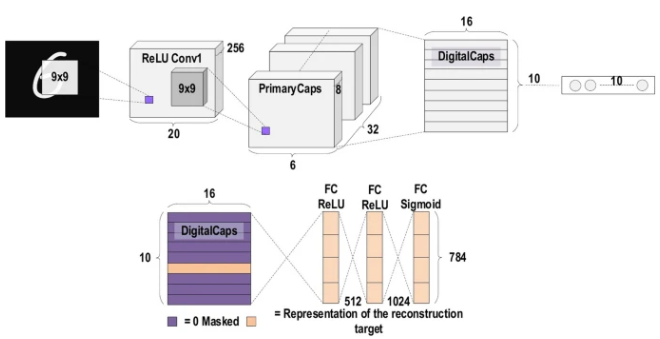 16
ReLU Conv1
256
9x9
9x9
DigitalCaps
PrimaryCaps
8
10
10
32
20
6
16
FC
ReLU
FC
ReLU
FC
Sigmoid
DigitalCaps
10
784
512
1024
= 0 Masked
= Representation of the reconstruction
target